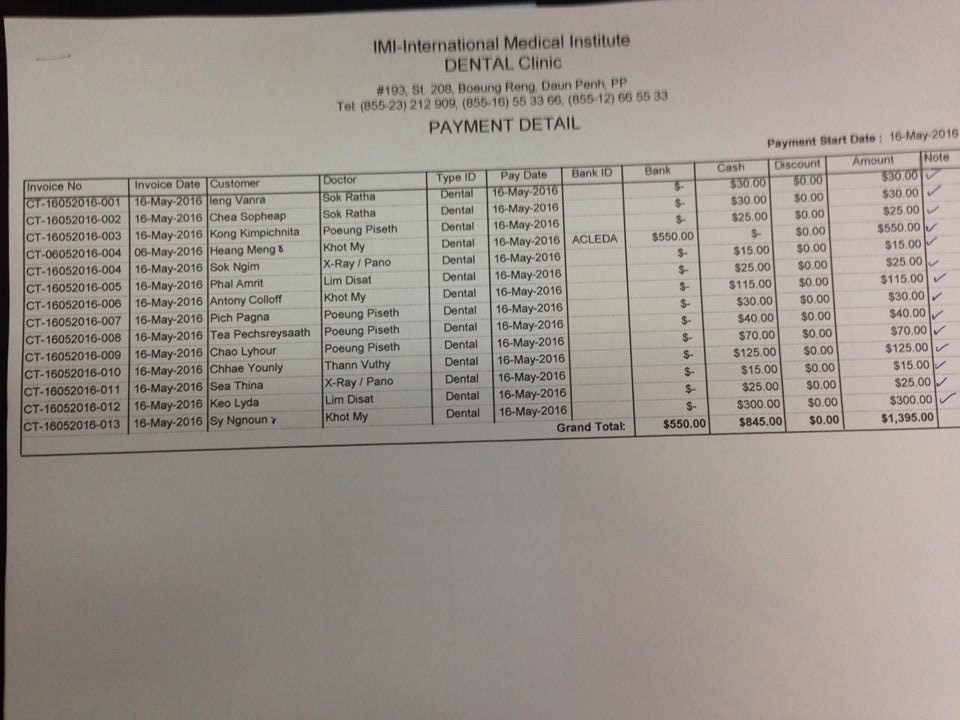 IMI-International Medical Institute
DENTAL Clinic
#193, St. 208, Boeung Reng, Daun Penh, PP
Tel: (855-23) 212 909, (855-16) 55 33 66, (855-12) 66 55 33
PAYMENT DETAIL
Payment Start Date : 16-May-2016
Invoice No Invoice Date Customer Doctor Type ID Pay Date Bank ID Bank Cash Discount Amount Note
CT-16052016-001 16-May-2016 Ieng Vanra Sok Ratha Dental 16-May-2016 $- $30.00 $0.00 $30.00 ✓
CT-16052016-002 16-May-2016 Chea Sopheap Sok Ratha Dental 16-May-2016 $- $30.00 $0.00 $30.00 ✓
CT-16052016-003 16-May-2016 Kong Kimpichnita Poeung Piseth Dental 16-May-2016 $- $25.00 $0.00 $25.00 ✓
CT-06052016-004 06-May-2016 Heang Meng Khot My Dental 16-May-2016 ACLEDA $550.00 $- $0.00 $550.00 ✓
CT-16052016-004 16-May-2016 Sok Ngim X-Ray / Pano Dental 16-May-2016 $- $15.00 $0.00 $15.00 ✓
CT-16052016-005 16-May-2016 Phal Amrit Lim Disat Dental 16-May-2016 $- $25.00 $0.00 $25.00 ✓
CT-16052016-006 16-May-2016 Antony Colloff Khot My Dental 16-May-2016 $- $115.00 $0.00 $115.00 ✓
CT-16052016-007 16-May-2016 Pich Pagna Poeung Piseth Dental 16-May-2016 $- $30.00 $0.00 $30.00 ✓
CT-16052016-008 16-May-2016 Tea Pechsreysaath Poeung Piseth Dental 16-May-2016 $- $40.00 $0.00 $40.00 ✓
CT-16052016-009 16-May-2016 Chao Lyhour Poeung Piseth Dental 16-May-2016 $- $70.00 $0.00 $70.00 ✓
CT-16052016-010 16-May-2016 Chhae Younly Thann Vuthy Dental 16-May-2016 $- $125.00 $0.00 $125.00 ✓
CT-16052016-011 16-May-2016 Sea Thina X-Ray / Pano Dental 16-May-2016 $- $15.00 $0.00 $15.00 ✓
CT-16052016-012 16-May-2016 Keo Lyda Lim Disat Dental 16-May-2016 $- $25.00 $0.00 $25.00 ✓
CT-16052016-013 16-May-2016 Sy Ngnoun Khot My Dental 16-May-2016 $- $300.00 $0.00 $300.00 ✓
Grand Total: $550.00 $845.00 $0.00 $1,395.00